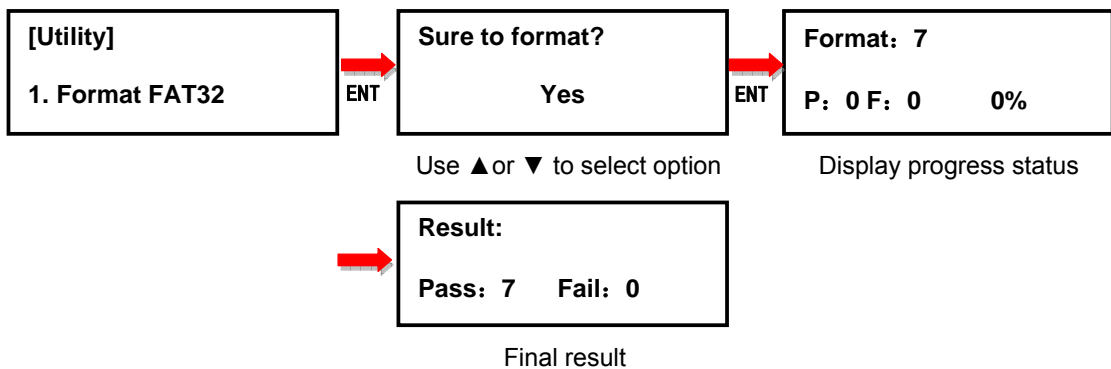 [Utility]
1. Format FAT32
ENT
Sure to format?
Yes
Use ▲or ▼ to select option
ENT
Format：7
P：0 F：0 0%
Display progress status
Result:
Pass：7 Fail：0
Final result